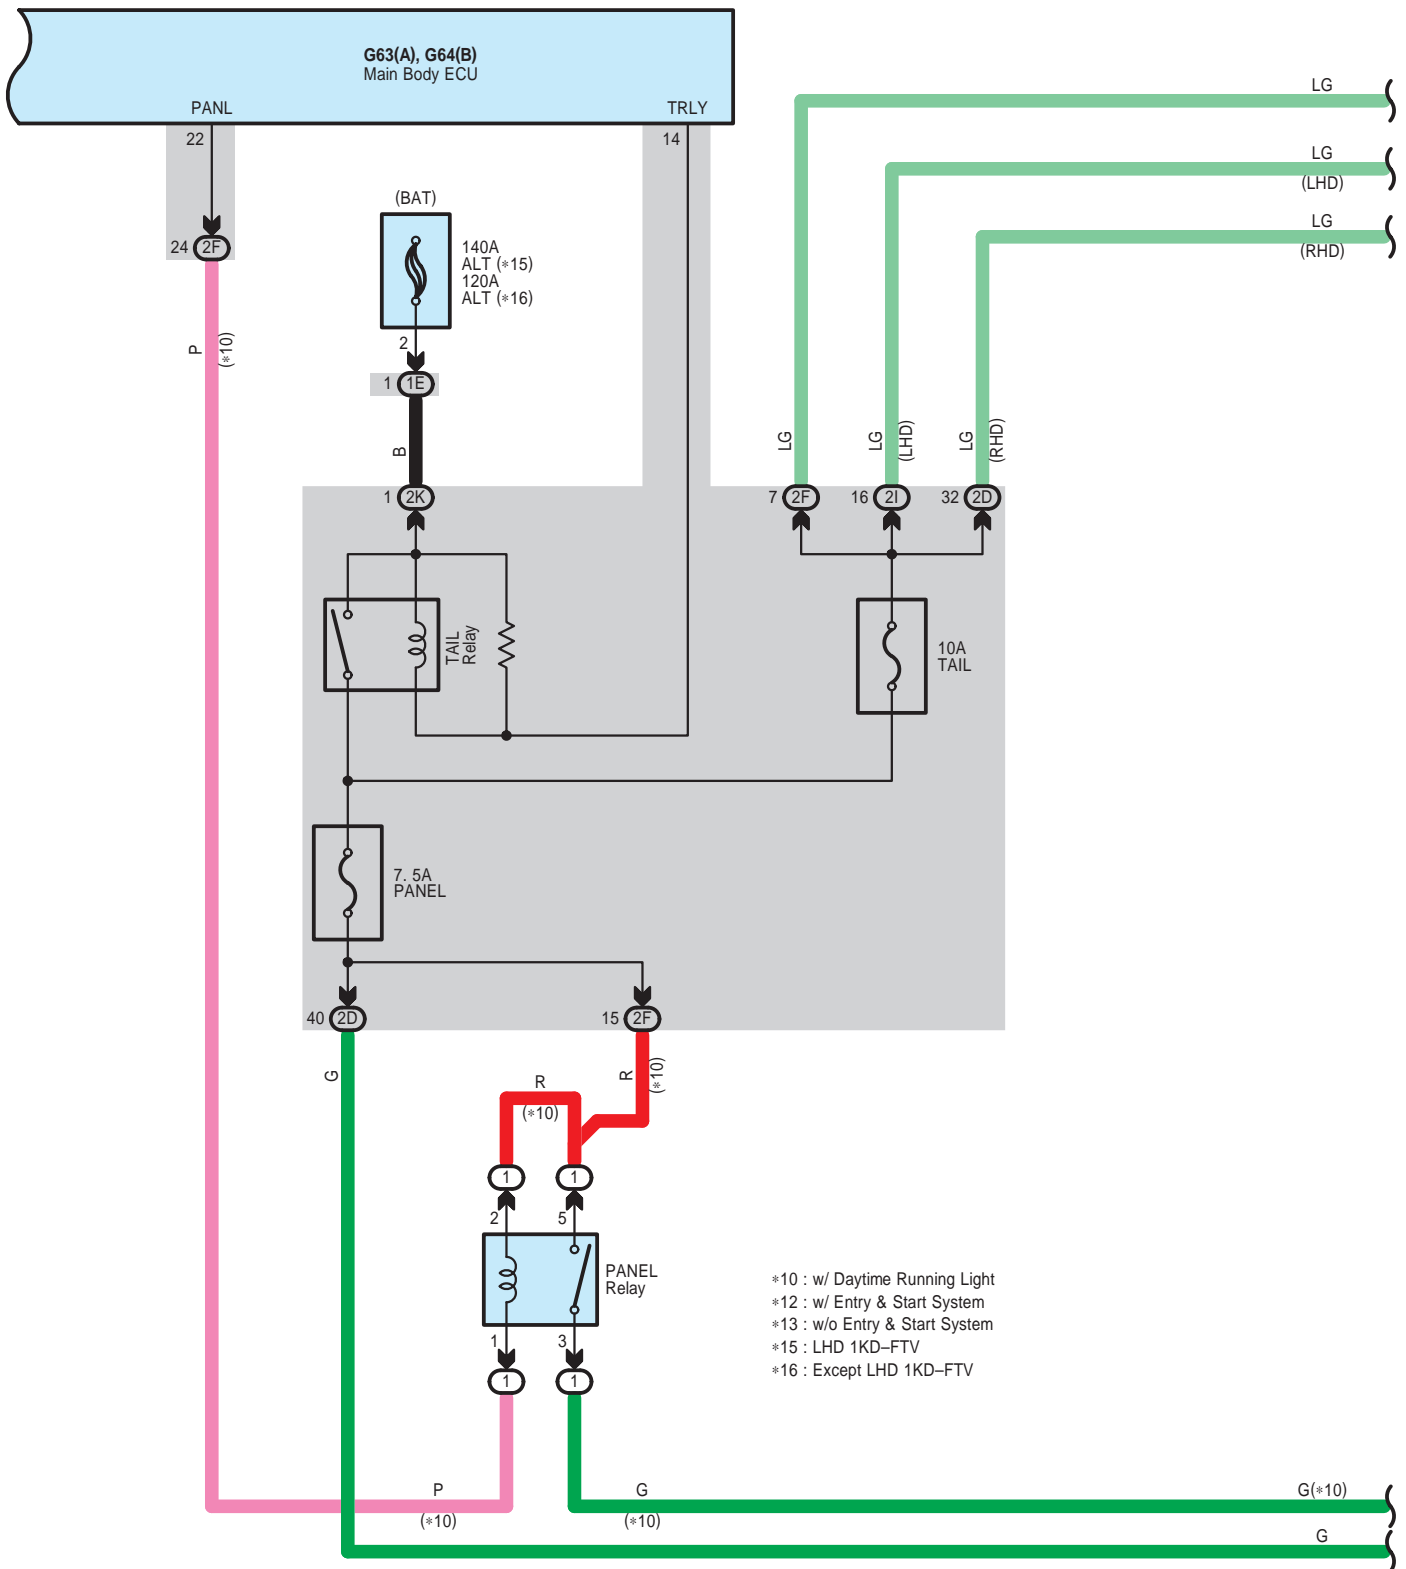 G63(A), G64(B)
Main Body ECU
PANL
TRLY
22
14
LG
LG
(LHD)
LG
(RHD)
(BAT)
24 2F
140A
ALT (*15)
120A
ALT (*16)
2
P
(*10)
1 1E
B
LG
LG
(LHD)
LG
(RHD)
1 2K
7 2F
16 2I
32 2D
TAIL
Relay
10A
TAIL
7. 5A
PANEL
40 2D
15 2F
G
R
(*10)
R
(*10)
1
1
2
5
PANEL
Relay
1
3
1
1
*10 : w/ Daytime Running Light
*12 : w/ Entry & Start System
*13 : w/o Entry & Start System
*15 : LHD 1KD–FTV
*16 : Except LHD 1KD–FTV
P
(*10)
G
(*10)
G(*10)
G